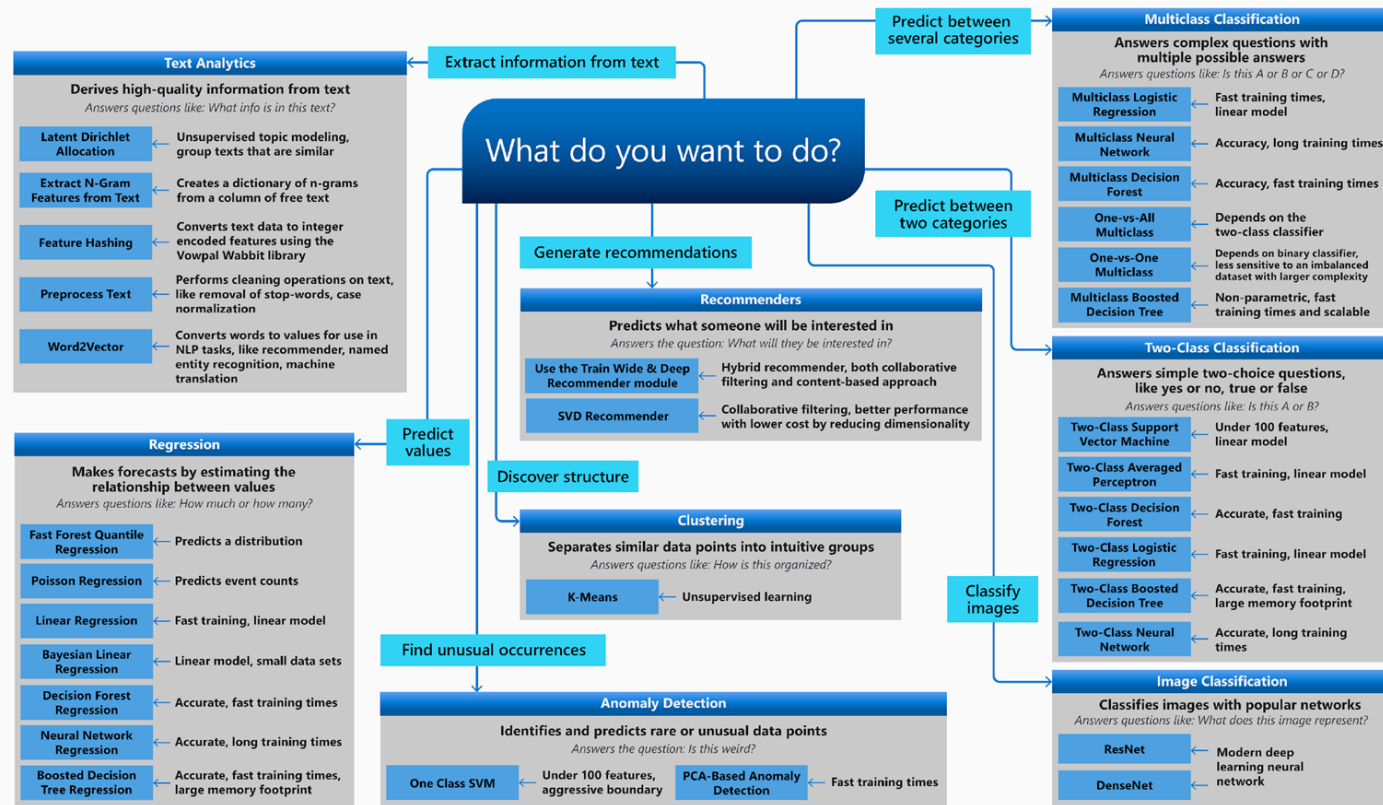 What do you want to do?
Extract information from text
Text Analytics
Derives high-quality information from text
Answers questions like: What info is in this text?
Latent Dirichlet
Allocation
Unsupervised topic modeling,
group texts that are similar
Extract N-Gram
Features from Text
Creates a dictionary of n-grams
from a column of free text
Feature Hashing
Converts text data to integer
encoded features using the
Vowpal Wabbit library
Preprocess Text
Performs cleaning operations on text,
like removal of stop-words, case
normalization
Word2Vector
Converts words to values for use in
NLP tasks, like recommender, named
entity recognition, machine
translation
Predict
values
Regression
Makes forecasts by estimating the
relationship between values
Answers questions like: How much or how many?
Fast Forest Quantile
Regression
Predicts a distribution
Poisson Regression
Predicts event counts
Linear Regression
Fast training, linear model
Bayesian Linear
Regression
Linear model, small data sets
Decision Forest
Regression
Accurate, fast training times
Neural Network
Regression
Accurate, long training times
Boosted Decision
Tree Regression
Accurate, fast training times,
large memory footprint
Generate recommendations
Recommenders
Predicts what someone will be interested in
Answers the question: What will they be interested in?
Use the Train Wide & Deep
Recommender module
Hybrid recommender, both collaborative
filtering and content-based approach
SVD Recommender
Collaborative filtering, better performance
with lower cost by reducing dimensionality
Discover structure
Clustering
Separates similar data points into intuitive groups
Answers questions like: How is this organized?
K-Means
Unsupervised learning
Find unusual occurrences
Anomaly Detection
Identifies and predicts rare or unusual data points
Answers the question: Is this weird?
One Class SVM
Under 100 features,
aggressive boundary
PCA-Based Anomaly
Detection
Fast training times
Predict between
several categories
Multiclass Classification
Answers complex questions with
multiple possible answers
Answers questions like: Is this A or B or C or D?
Multiclass Logistic
Regression
Fast training times,
linear model
Multiclass Neural
Network
Accuracy, long training times
Multiclass Decision
Forest
Accuracy, fast training times
One-vs-All
Multiclass
Depends on the
two-class classifier
One-vs-One
Multiclass
Depends on binary classifier,
less sensitive to an imbalanced
dataset with larger complexity
Multiclass Boosted
Decision Tree
Non-parametric, fast
training times and scalable
Predict between
two categories
Two-Class Classification
Answers simple two-choice questions,
like yes or no, true or false
Answers questions like: Is this A or B?
Two-Class Support
Vector Machine
Under 100 features,
linear model
Two-Class Averaged
Perceptron
Fast training, linear model
Two-Class Decision
Forest
Accurate, fast training
Two-Class Logistic
Regression
Fast training, linear model
Two-Class Boosted
Decision Tree
Accurate, fast training,
large memory footprint
Two-Class Neural
Network
Accurate, long training
times
Classify
images
Image Classification
Classifies images with popular networks
Answers questions like: What does this image represent?
ResNet
DenseNet
Modern deep
learning neural
network